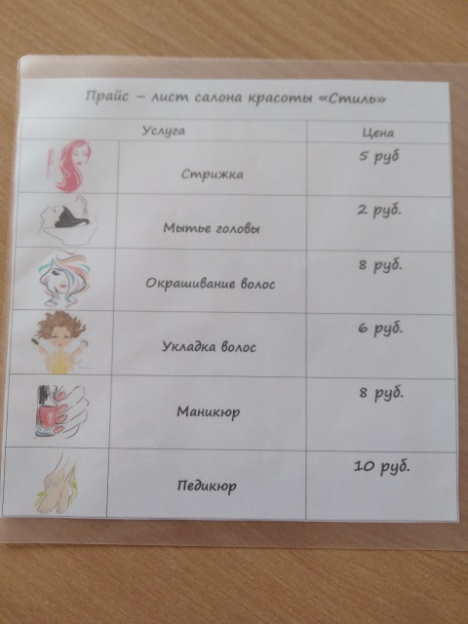 Прайс – лист салона красоты «Стиль»
Услуга Цена
Стрижка 5 руб
Мытье головы 2 руб.
Окрашивание волос 8 руб.
Укладка волос 6 руб.
Маникюр 8 руб.
Педикюр 10 руб.